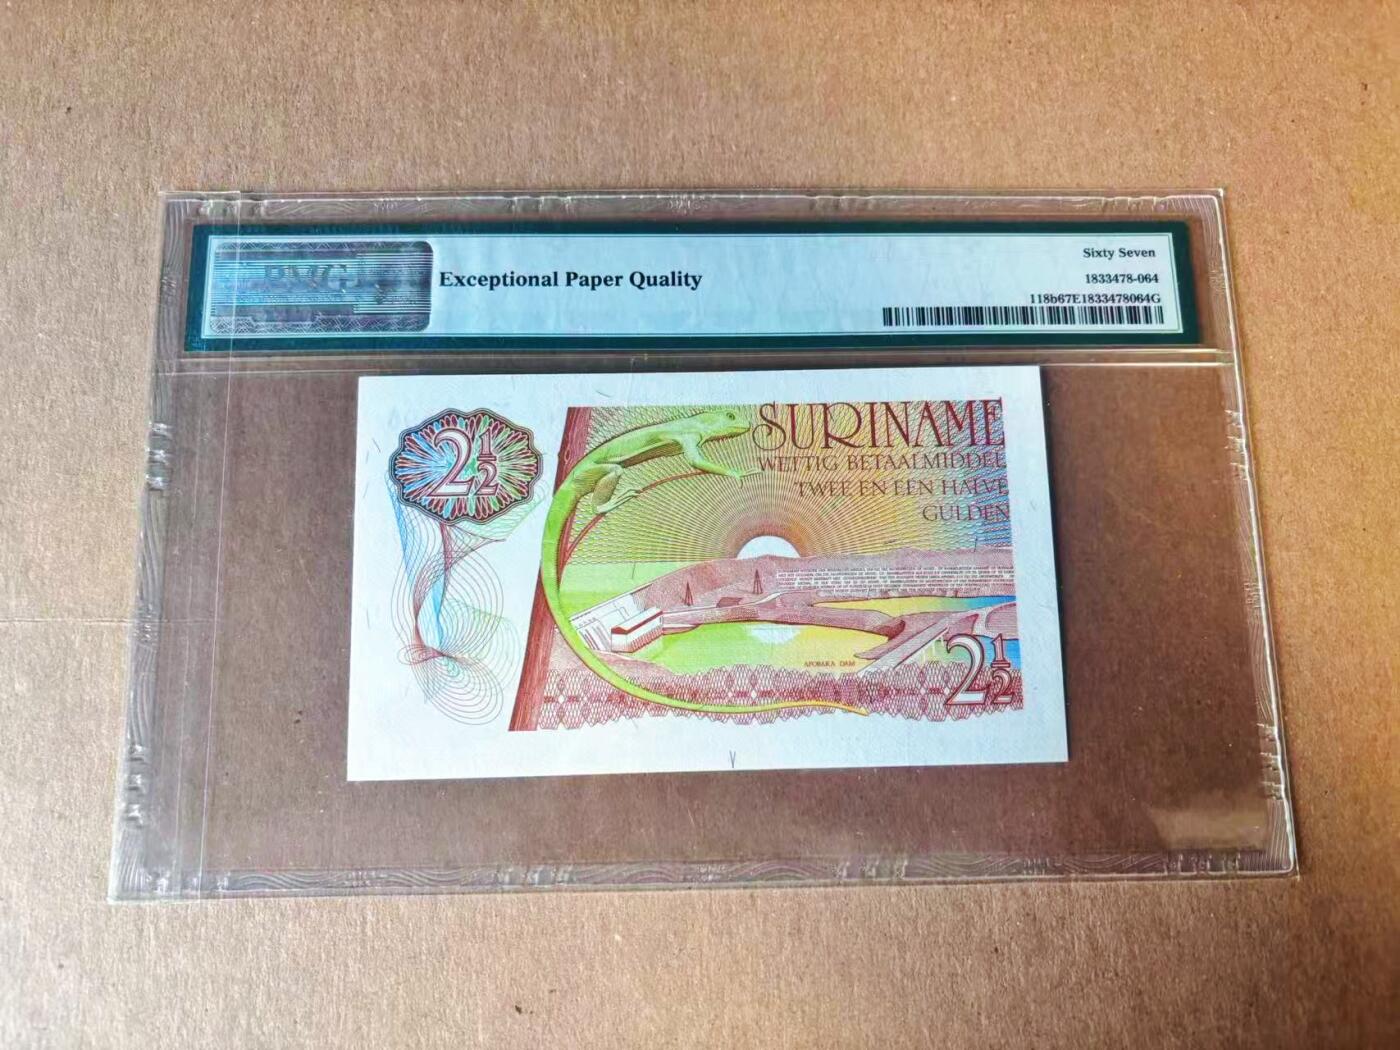 PMG
Exceptional Paper Quality
Sixty Seven
1833478-064
118b67E1833478064G
2½
SURINAME
WETTIG BETAALMIDDEL
TWEE EN EEN HALVE
GULDEN
AFOBAKA DAM
2½
V